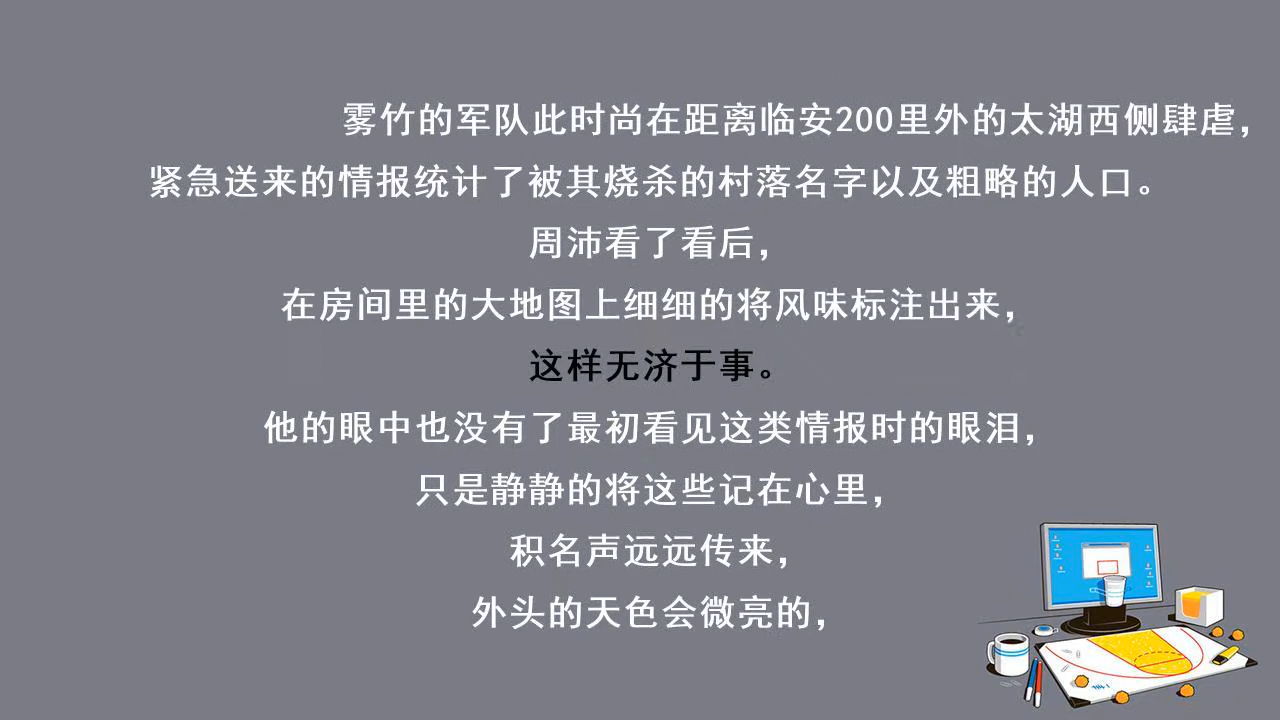 雾竹的军队此时尚在距离临安200里外的太湖西侧肆虐，
紧急送来的情报统计了被其烧杀的村落名字以及粗略的人口。
周沛看了看后，
在房间里的大地图上细细的将风味标注出来，
这样无济于事。
他的眼中也没有了最初看见这类情报时的眼泪，
只是静静的将这些记在心里，
积名声远远传来，
外头的天色会微亮的，